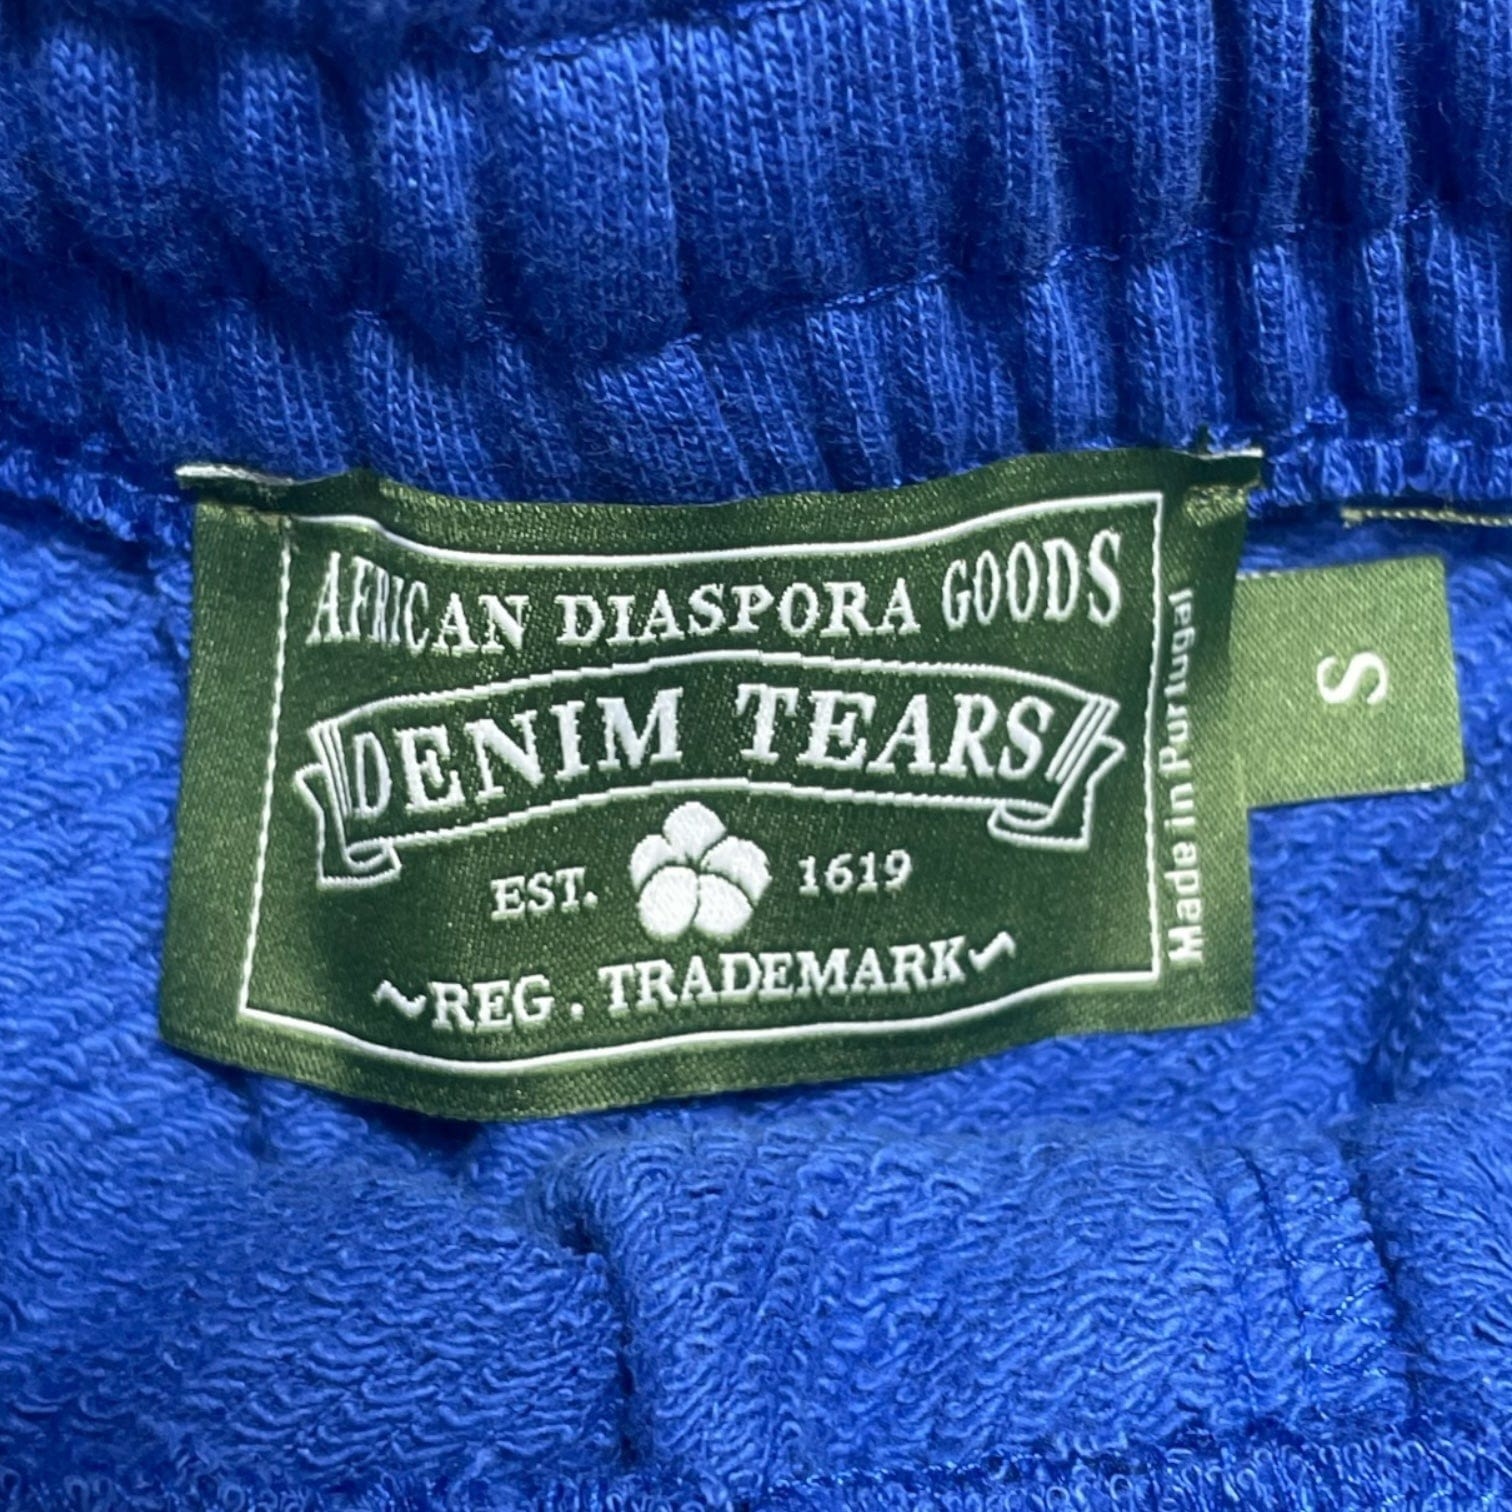 AFRICAN DIASPORA GOODS
DENIM TEARS
EST. 1619
~REG. TRADEMARK~
Made in Portugal
S